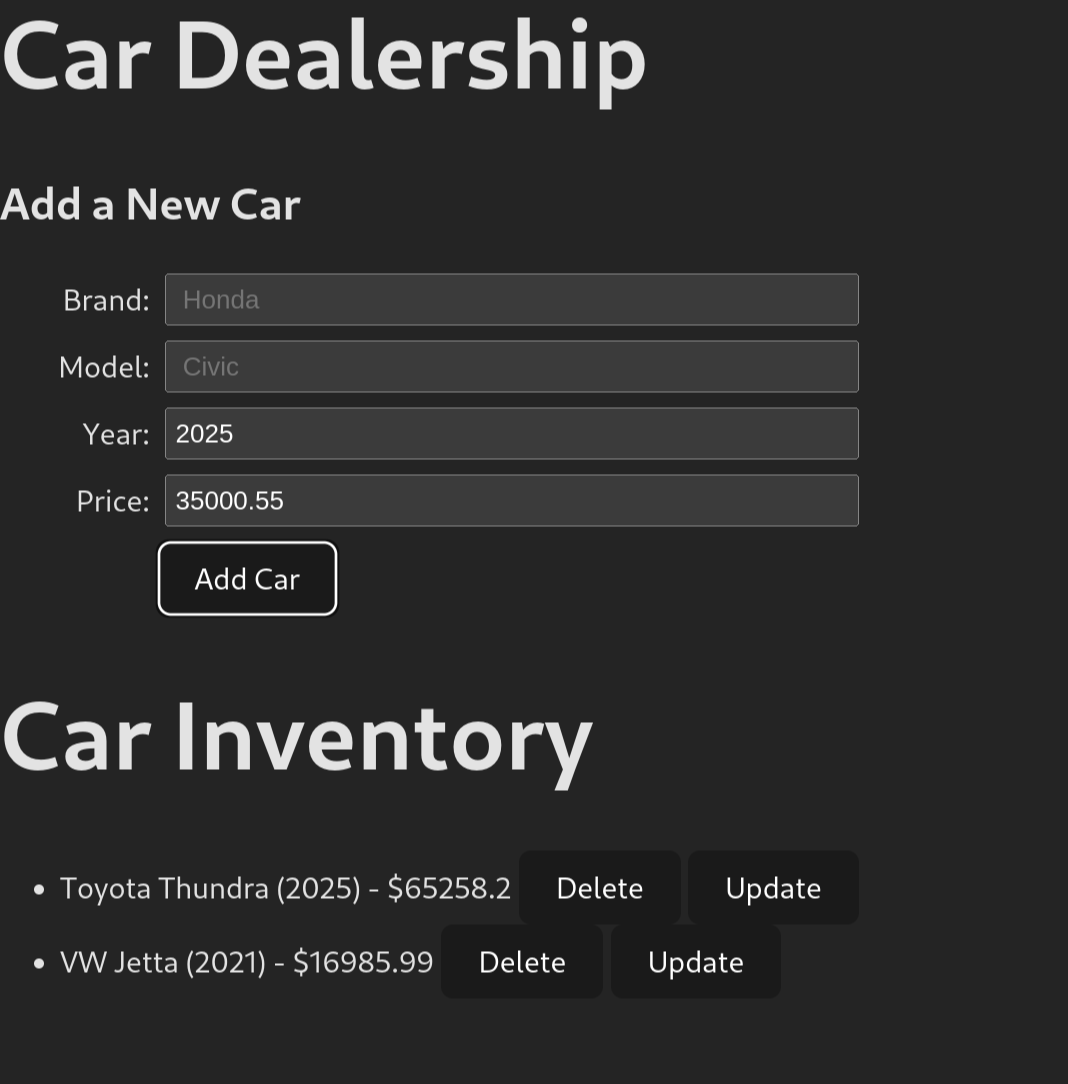 Car Dealership
Add a New Car
Brand: Honda
Model: Civic
Year: 2025
Price: 35000.55
Add Car
Car Inventory
Toyota Thundra (2025) - $65258.2 Delete Update
VW Jetta (2021) - $16985.99 Delete Update